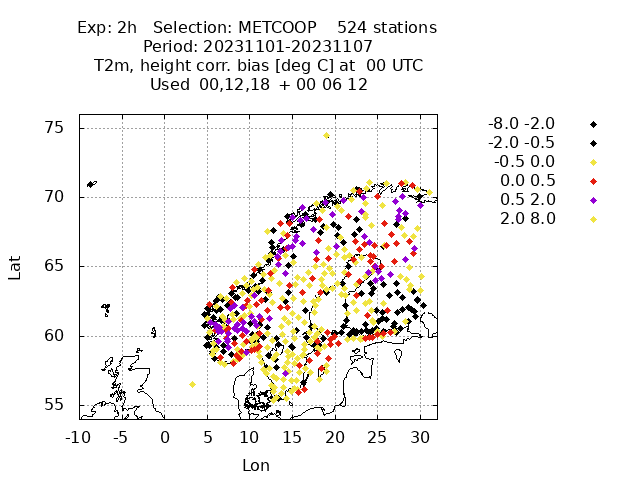 Exp: 2h   Selection: METCOOP    524 stations
Period: 20231101-20231107
T2m, height corr. bias [deg C] at  00 UTC
Used  00,12,18  + 00 06 12
-8.0 -2.0
-2.0 -0.5
-0.5 0.0
0.0 0.5
0.5 2.0
2.0 8.0
75
70
65
60
55
Lat
-10 -5 0 5 10 15 20 25 30
Lon